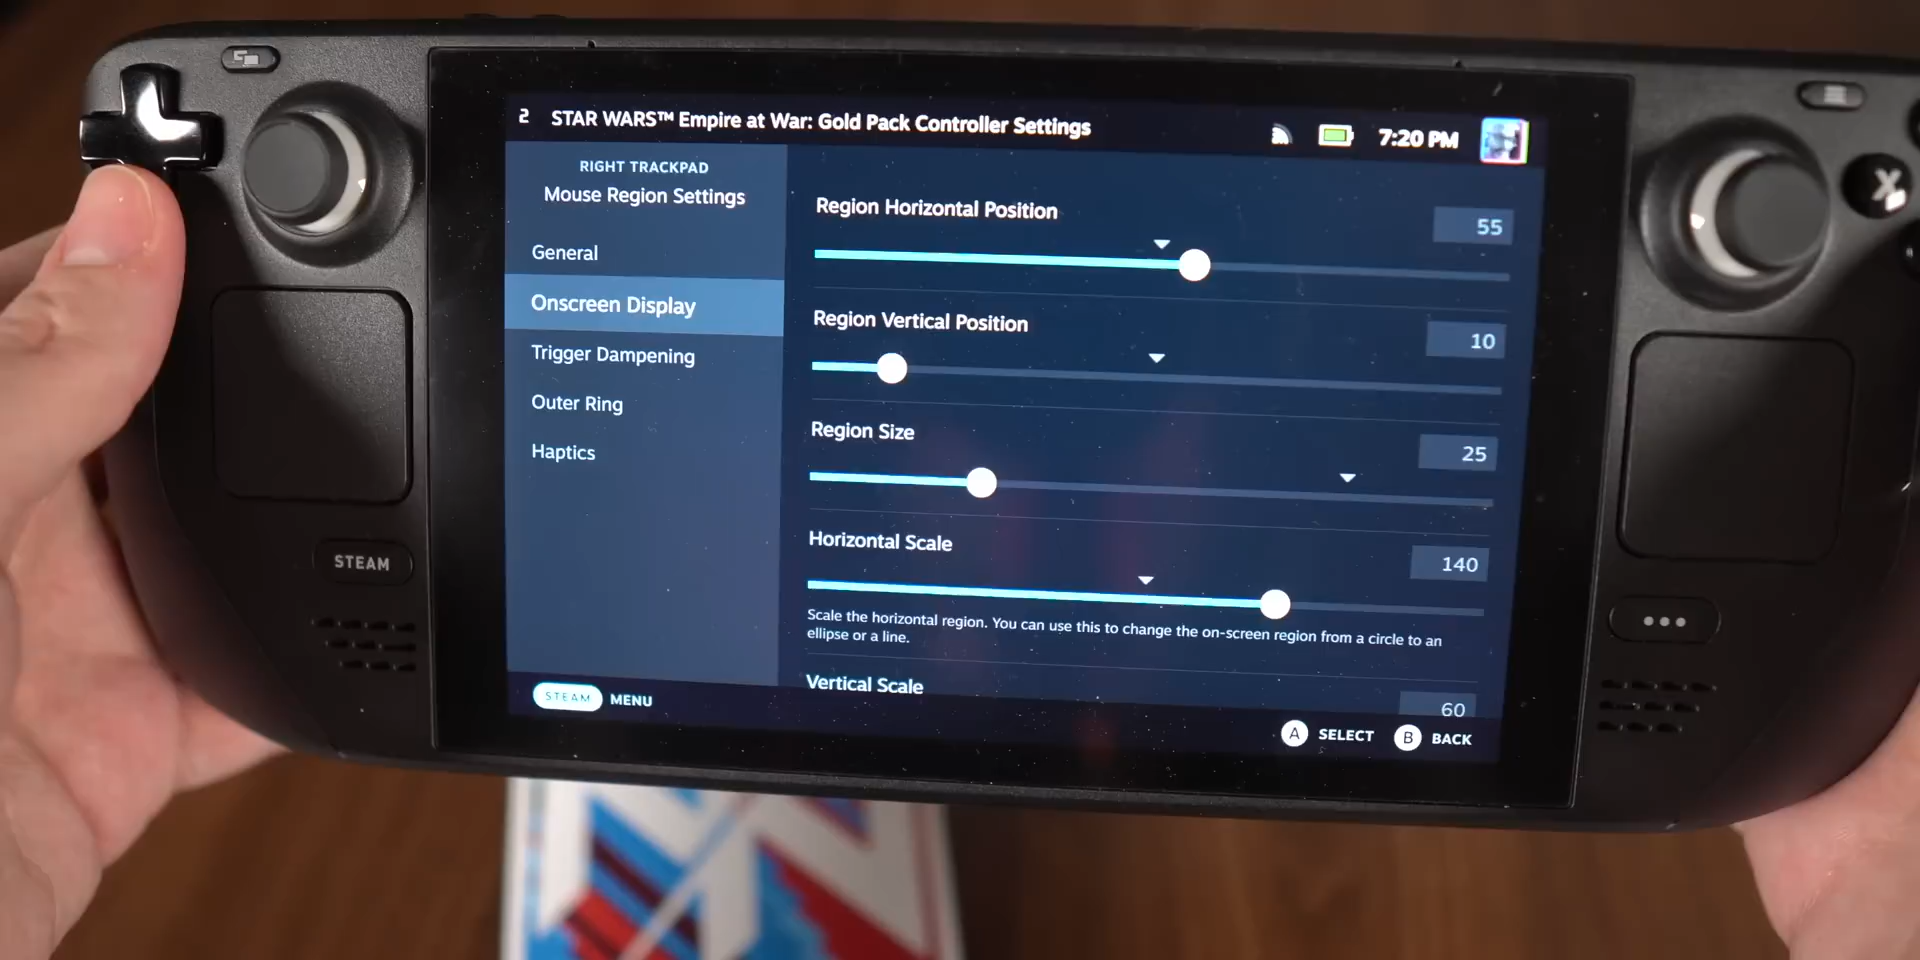 2 STAR WARS™ Empire at War: Gold Pack Controller Settings
7:20 PM
RIGHT TRACKPAD
Mouse Region Settings
General
Onscreen Display
Trigger Dampening
Outer Ring
Haptics
Region Horizontal Position
55
Region Vertical Position
10
Region Size
25
Horizontal Scale
140
Scale the horizontal region. You can use this to change the on-screen region from a circle to an
ellipse or a line.
Vertical Scale
60
STEAM MENU
A SELECT B BACK
STEAM
X